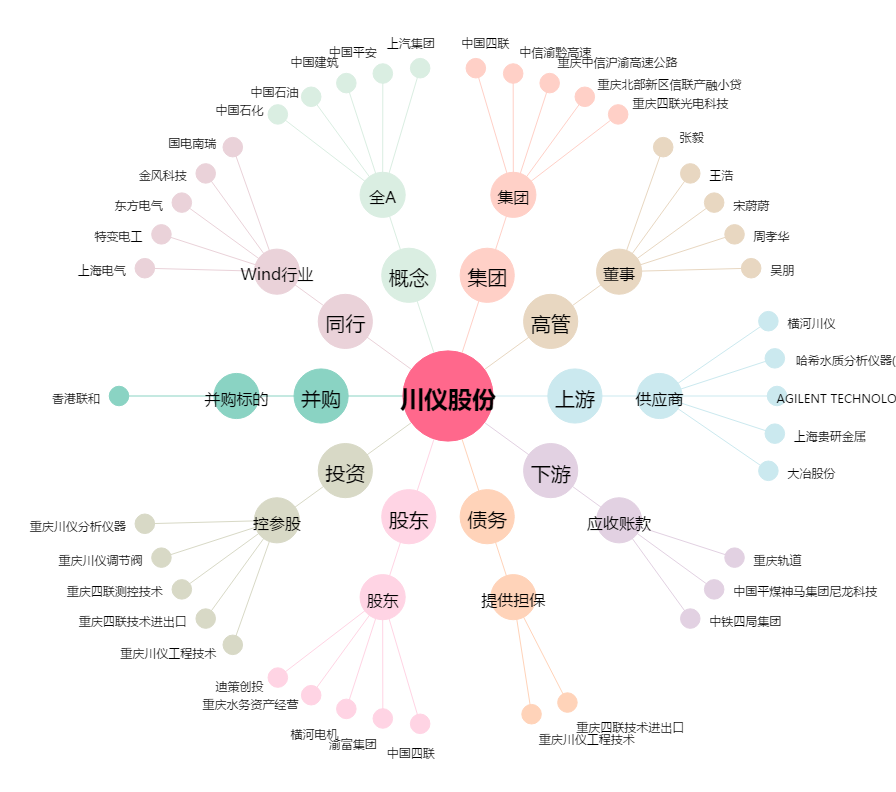 上汽集团
中国平安
中国建筑
中国石油
中国石化
全A
概念
中国四联
中信渝黔高速
重庆中信沪渝高速公路
重庆北部新区信联产融小贷
重庆四联光电科技
集团
集团
国电南瑞
金风科技
东方电气
特变电工
上海电气
Wind行业
同行
张毅
王浩
宋蔚蔚
周孝华
吴朋
董事
高管
香港联和
并购标的
并购
川仪股份
上游
供应商
横河川仪
哈希水质分析仪器(
AGILENT TECHNOLO
上海贵研金属
大冶股份
投资
控参股
重庆川仪分析仪器
重庆川仪调节阀
重庆四联测控技术
重庆四联技术进出口
重庆川仪工程技术
下游
应收账款
重庆轨道
中国平煤神马集团尼龙科技
中铁四局集团
股东
股东
迪策创投
重庆水务资产经营
横河电机
渝富集团
中国四联
债务
提供担保
重庆四联技术进出口
重庆川仪工程技术